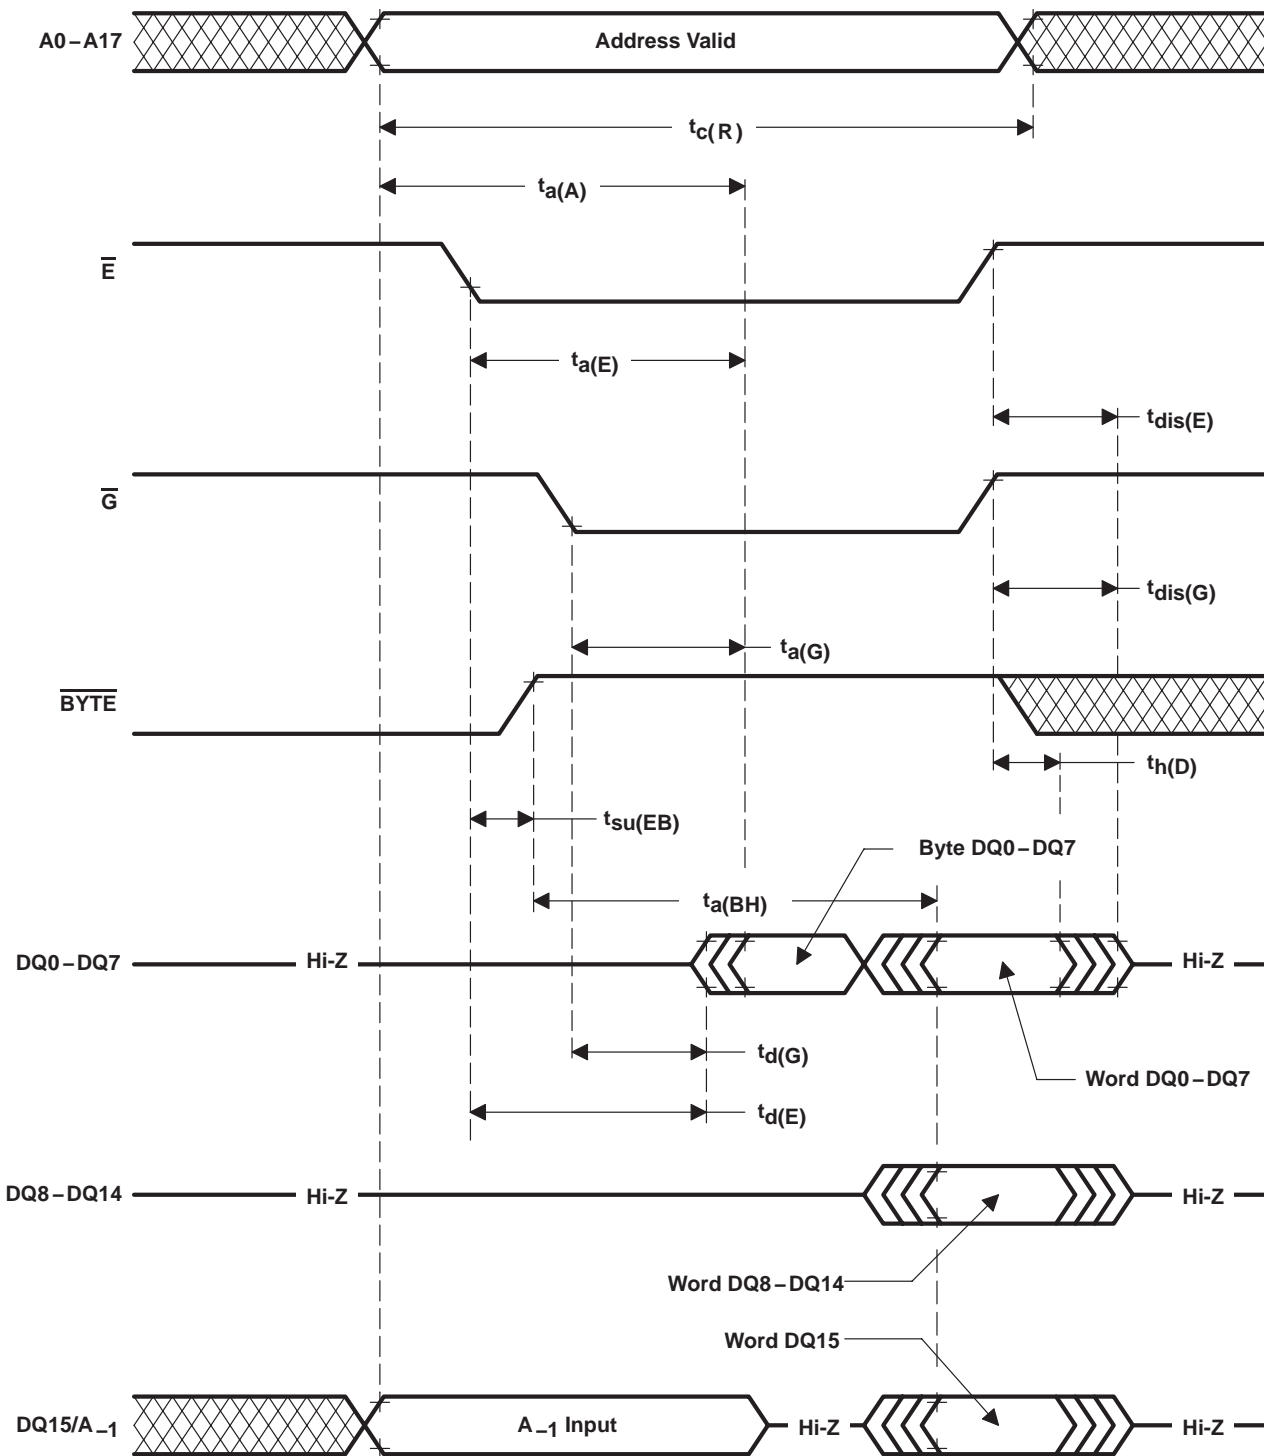 A0–A17
Address Valid
tc(R)
ta(A)
E
ta(E)
tdis(E)
G
tdis(G)
ta(G)
BYTE
th(D)
tsu(EB)
Byte DQ0–DQ7
ta(BH)
DQ0–DQ7
Hi-Z
Hi-Z
td(G)
Word DQ0–DQ7
td(E)
DQ8–DQ14
Hi-Z
Hi-Z
Word DQ8–DQ14
Word DQ15
DQ15/A–1
A–1 Input
Hi-Z
Hi-Z